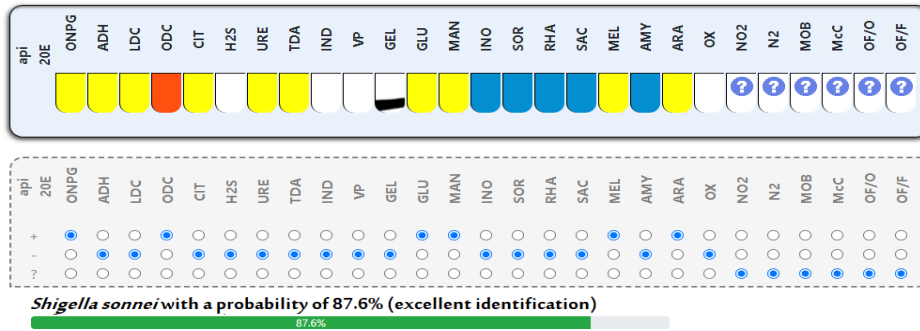 api 20E ONPG ADH LDC ODC CIT H2S URE TDA IND VP GEL GLU MAN INO SOR RHA SAC MEL AMY ARA OX NO2 N2 MOB McC OF/O OF/F
? ? ? ? ? ?
api 20E ONPG ADH LDC ODC CIT H2S URE TDA IND VP GEL GLU MAN INO SOR RHA SAC MEL AMY ARA OX NO2 N2 MOB McC OF/O OF/F
+
-
?
Shigella sonnei with a probability of 87.6% (excellent identification)
87.6%